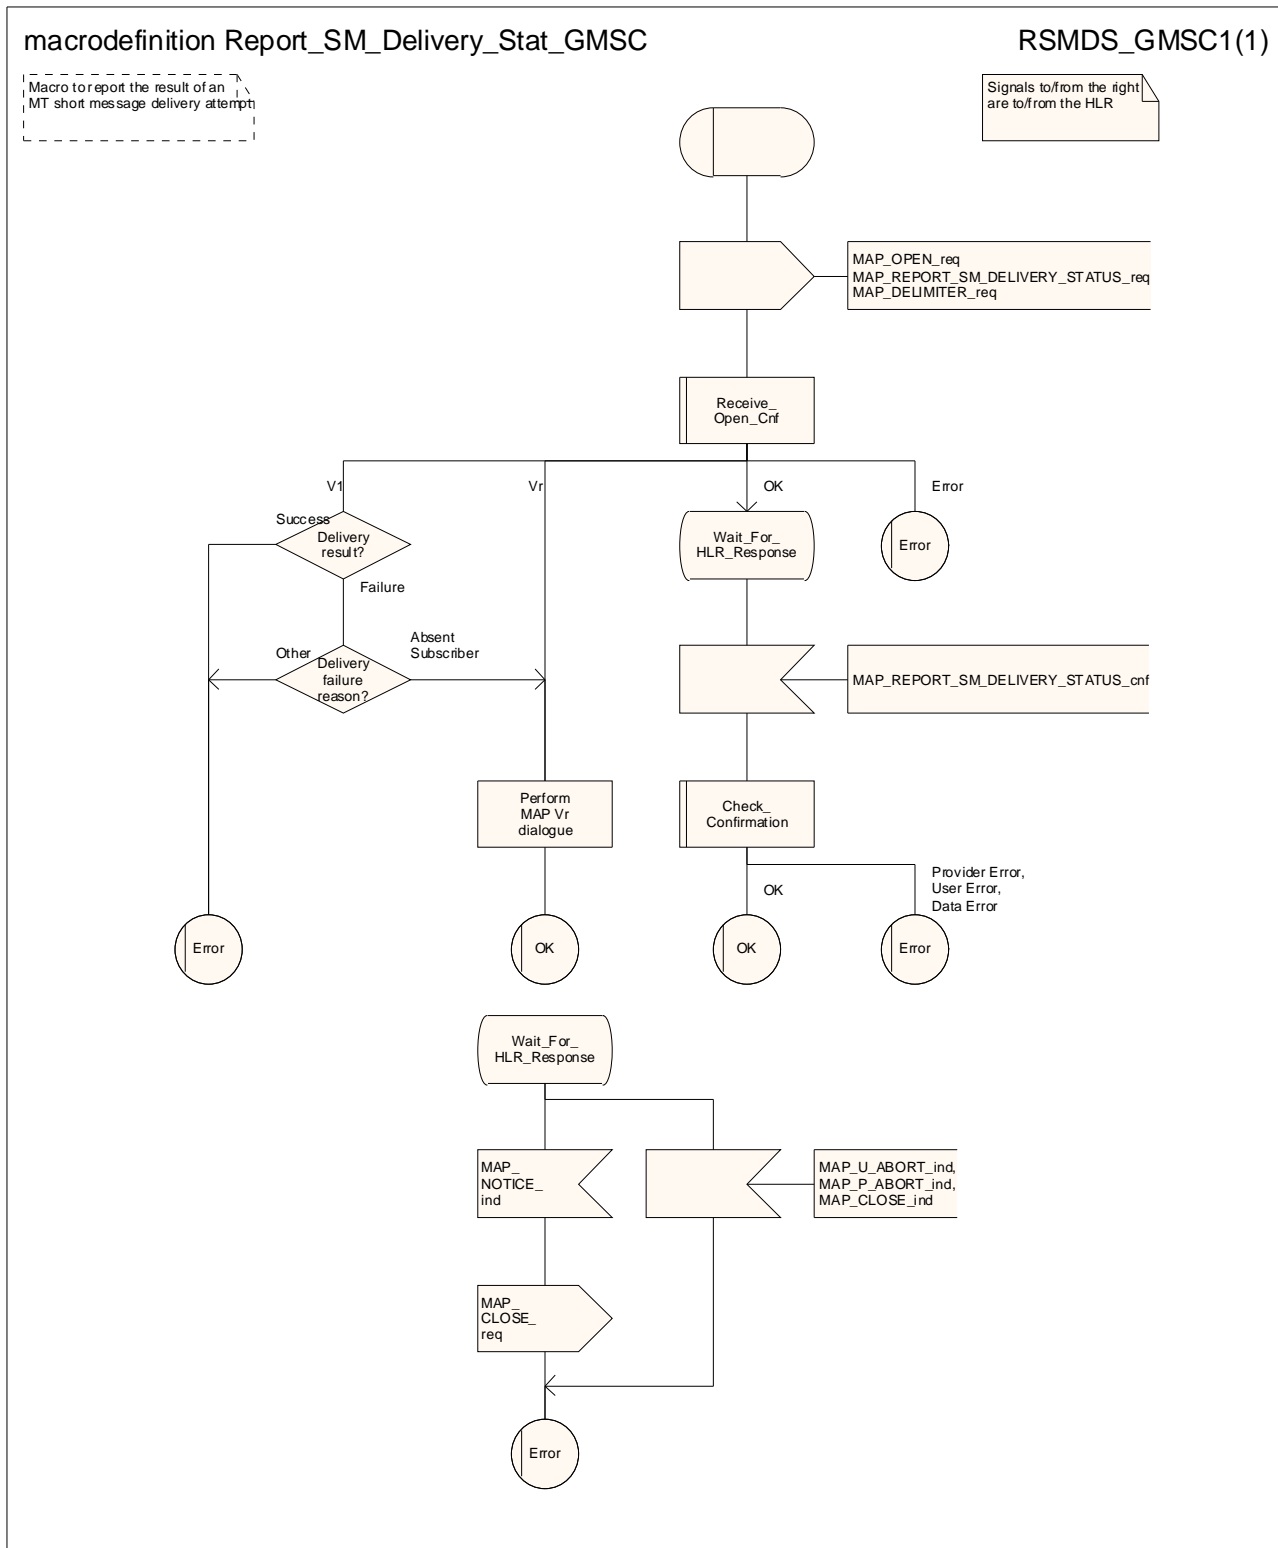 macrodefinition Report_SM_Delivery_Stat_GMSC
RSMDS_GMSC1(1)
Macro to report the result of an
MT short message delivery attempt
Signals to/from the right
are to/from the HLR
MAP_OPEN_req
MAP_REPORT_SM_DELIVERY_STATUS_req
MAP_DELIMITER_req
Receive_
Open_Cnf
V1
Vr
OK
Error
Success
Delivery
result?
Wait_For_
HLR_Response
Error
Failure
Other
Absent
Subscriber
Delivery
failure
reason?
MAP_REPORT_SM_DELIVERY_STATUS_cnf
Perform
MAP Vr
dialogue
Check_
Confirmation
OK
Provider Error,
User Error,
Data Error
Error
OK
OK
Error
Wait_For_
HLR_Response
MAP_
NOTICE_
ind
MAP_U_ABORT_ind,
MAP_P_ABORT_ind,
MAP_CLOSE_ind
MAP_
CLOSE_
req
Error